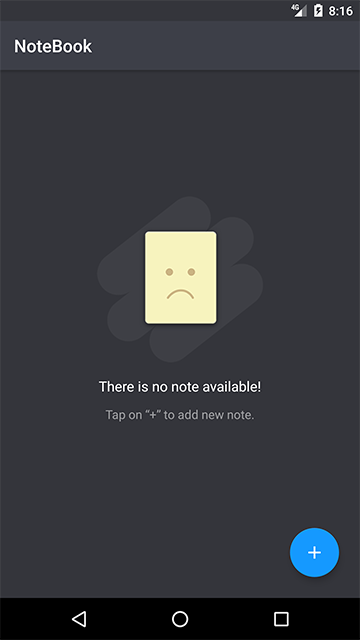 4G 8:16
NoteBook
There is no note available!
Tap on “+” to add new note.